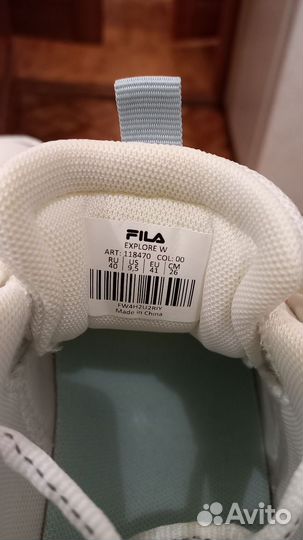 FILA
EXPLORE W
ART: 118470 COL: 00
RU US EU CM
40 9,5 41 26
FW4H2U2RIY
Made in China
Avito